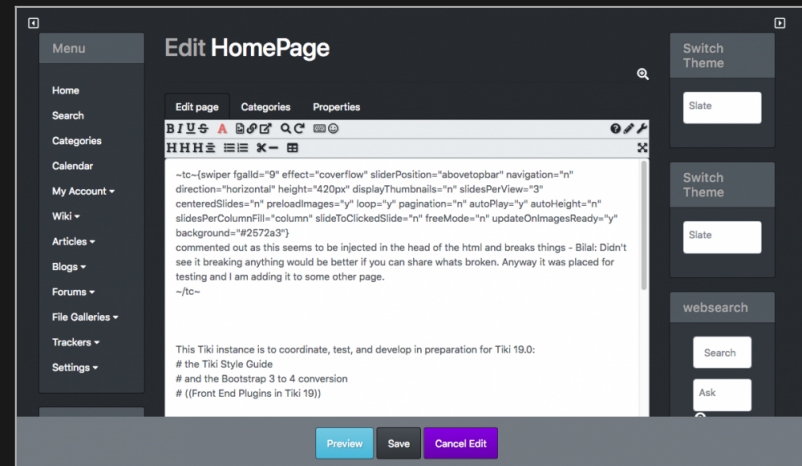 Menu
Home
Search
Categories
Calendar
My Account
Wiki
Articles
Blogs
Forums
File Galleries
Trackers
Settings
Edit HomePage
Edit page Categories Properties
B I U S A
H H H
~tc~{swiper fgalId="9" effect="coverflow" sliderPosition="abovetopbar" navigation="n"
direction="horizontal" height="420px" displayThumbnails="n" slidesPerView="3"
centeredSlides="n" preloadImages="y" loop="y" pagination="n" autoPlay="y" autoHeight="n"
slidesPerColumnFill="column" slideToClickedSlide="n" freeMode="n" updateOnImagesReady="y"
background="#2572a3"}
commented out as this seems to be injected in the head of the html and breaks things - Bilal: Didn't
see it breaking anything would be better if you can share whats broken. Anyway it was placed for
testing and I am adding it to some other page.
~/tc~
This Tiki instance is to coordinate, test, and develop in preparation for Tiki 19.0:
# the Tiki Style Guide
# and the Bootstrap 3 to 4 conversion
# ((Front End Plugins in Tiki 19))
Switch
Theme
Slate
Switch
Theme
Slate
websearch
Search
Ask
Preview Save Cancel Edit